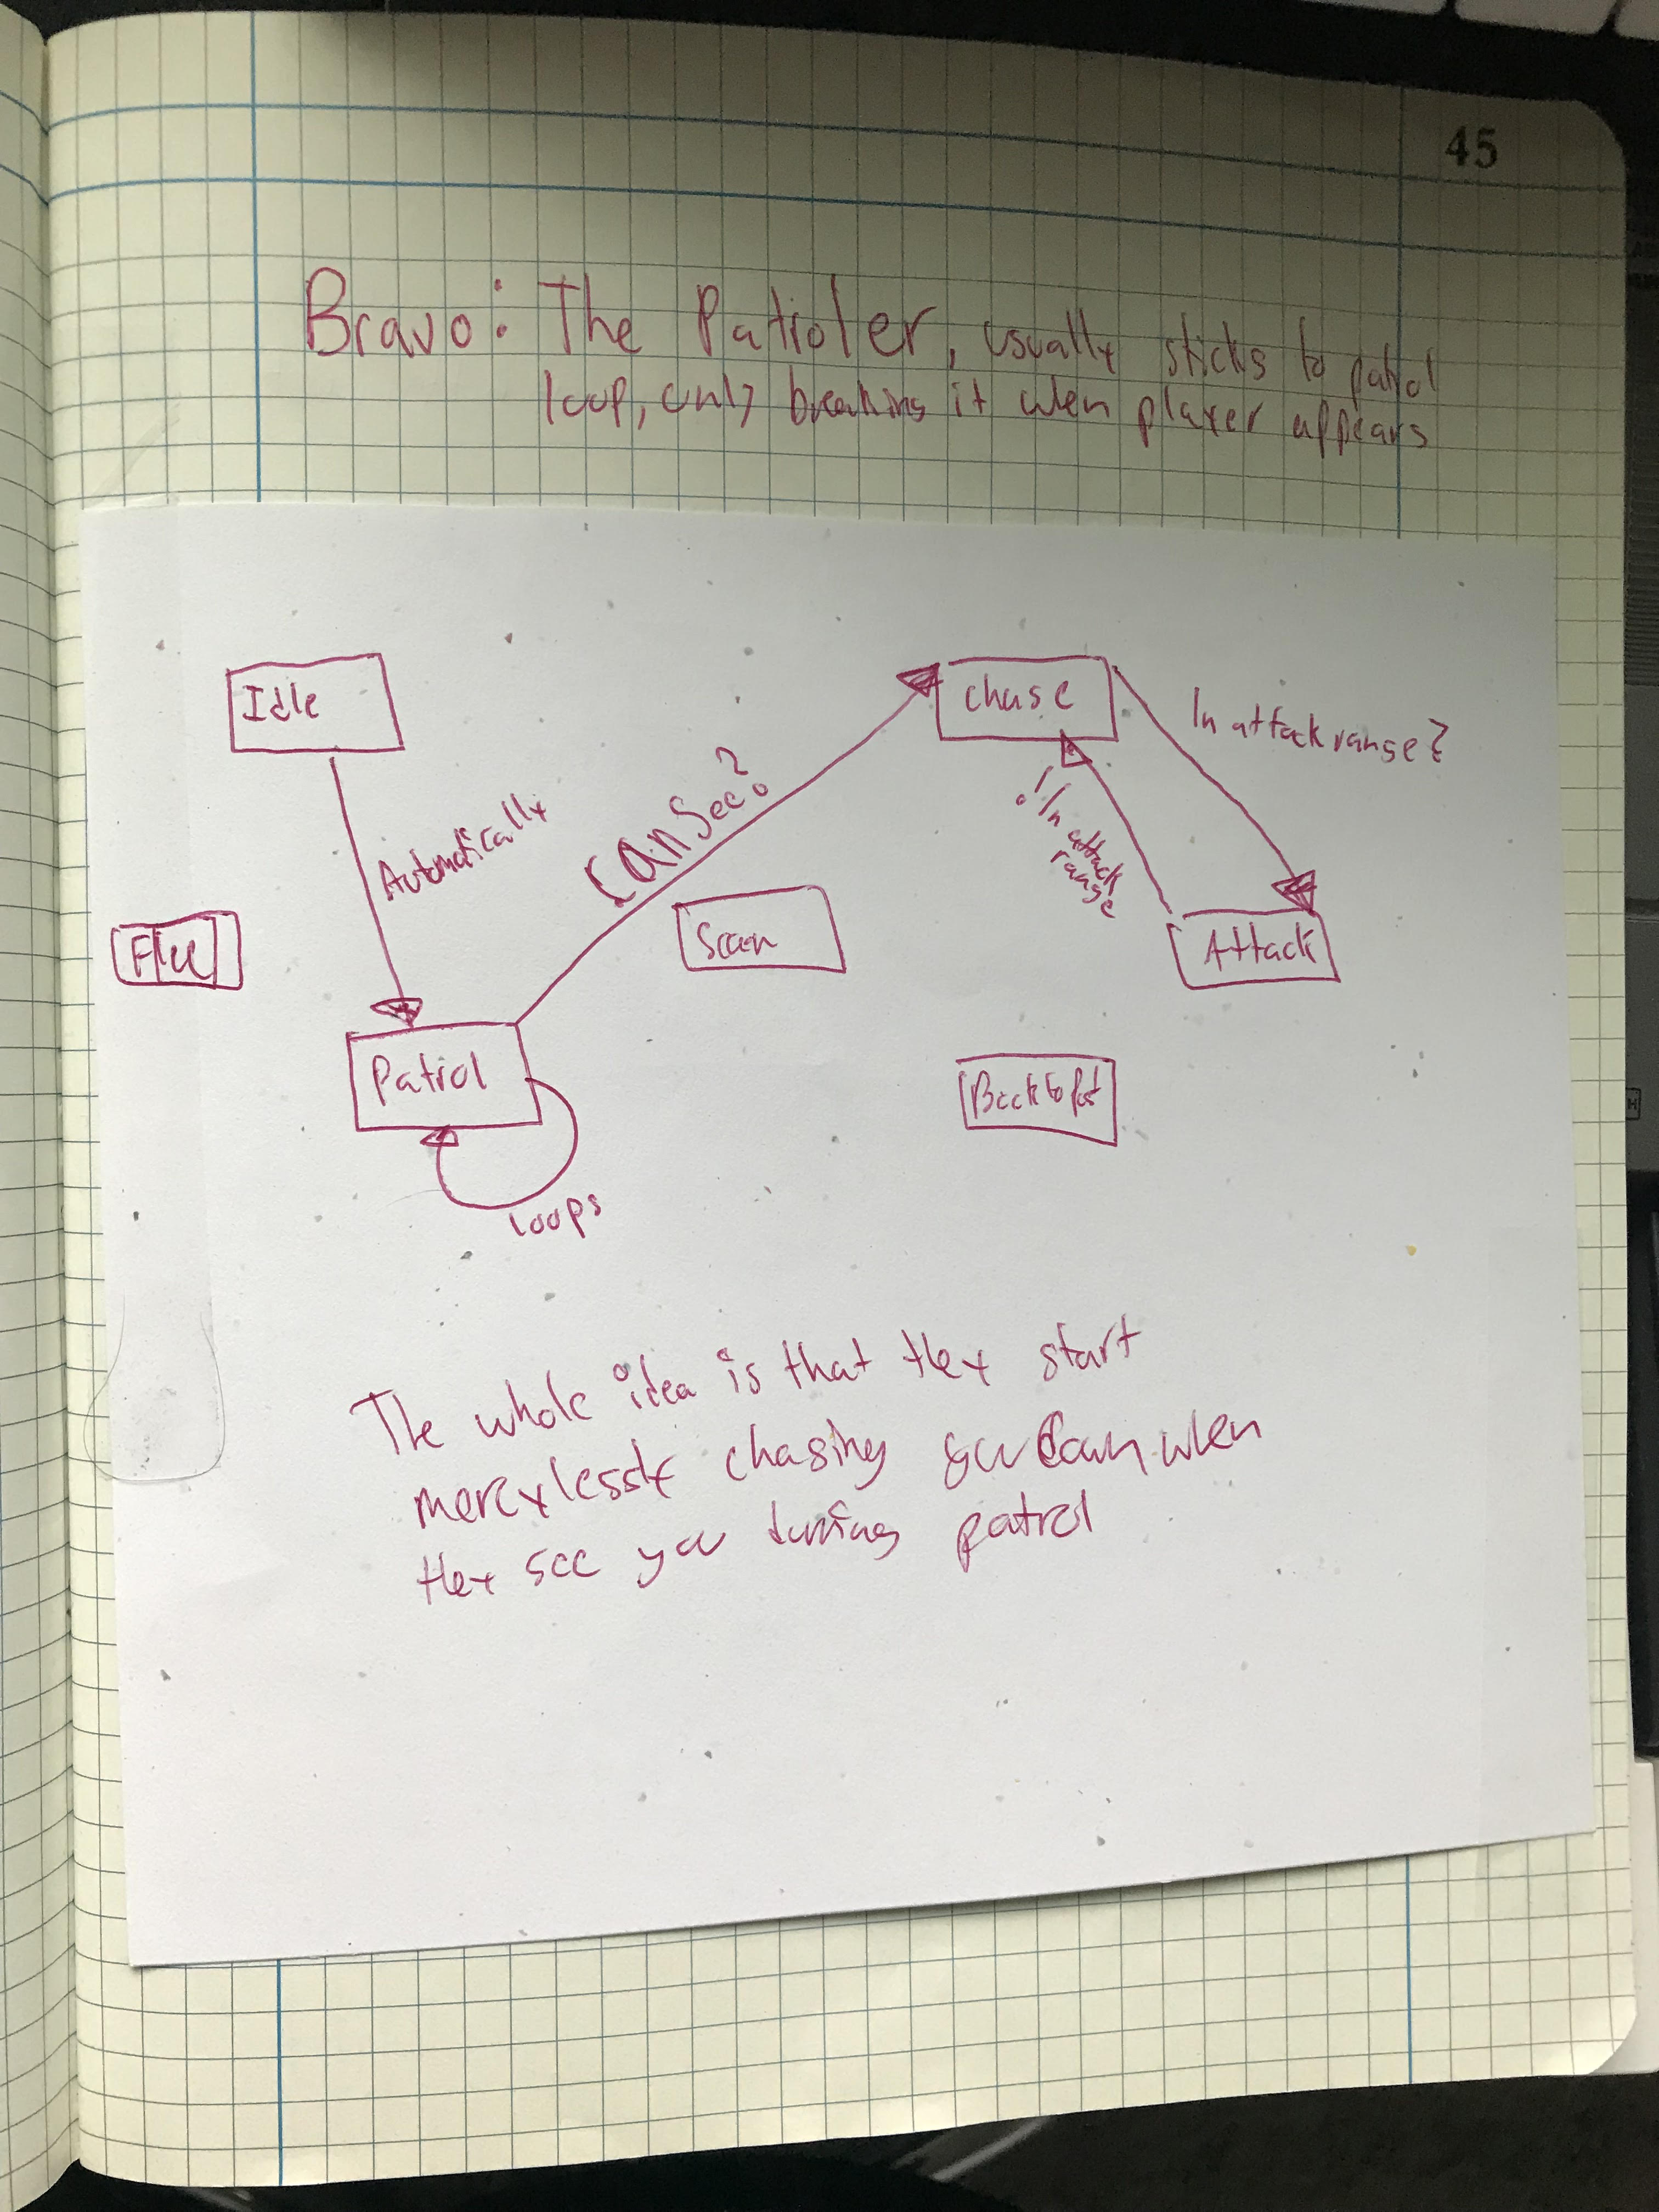 45
Bravo: The Patroler, usually sticks to patrol
loop, only breaking it when player appears
Idle
Chase
In attack range?
Automatically
CanSee?
! In attack
range
Scan
Attack
Flee
Patrol
Back to Post
Loops
The whole idea is that they start
mercylessly chasing you down when
they see you during patrol